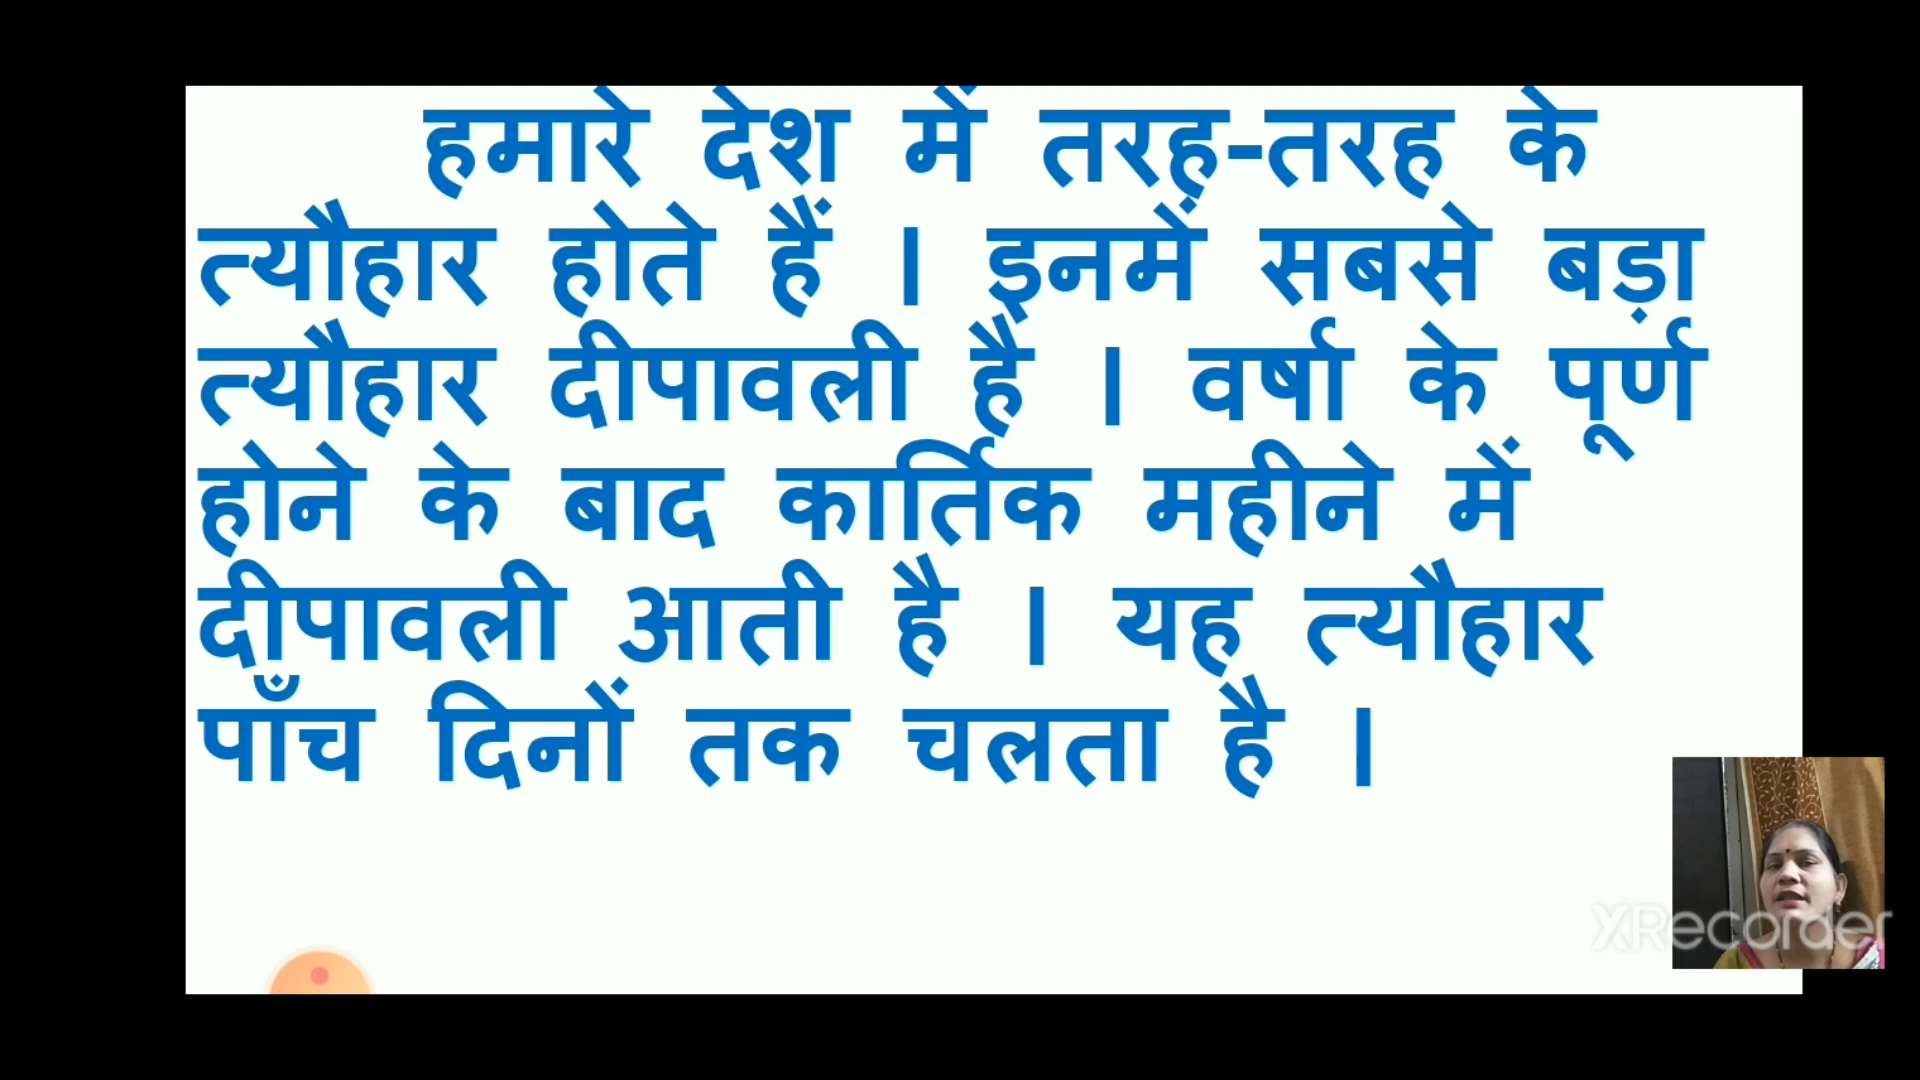 हमारे देश में तरह-तरह के
त्यौहार होते हैं । इनमें सबसे बड़ा
त्यौहार दीपावली है । वर्षा के पूर्ण
होने के बाद कार्तिक महीने में
दीपावली आती है । यह त्यौहार
पाँच दिनों तक चलता है ।
XRecorder